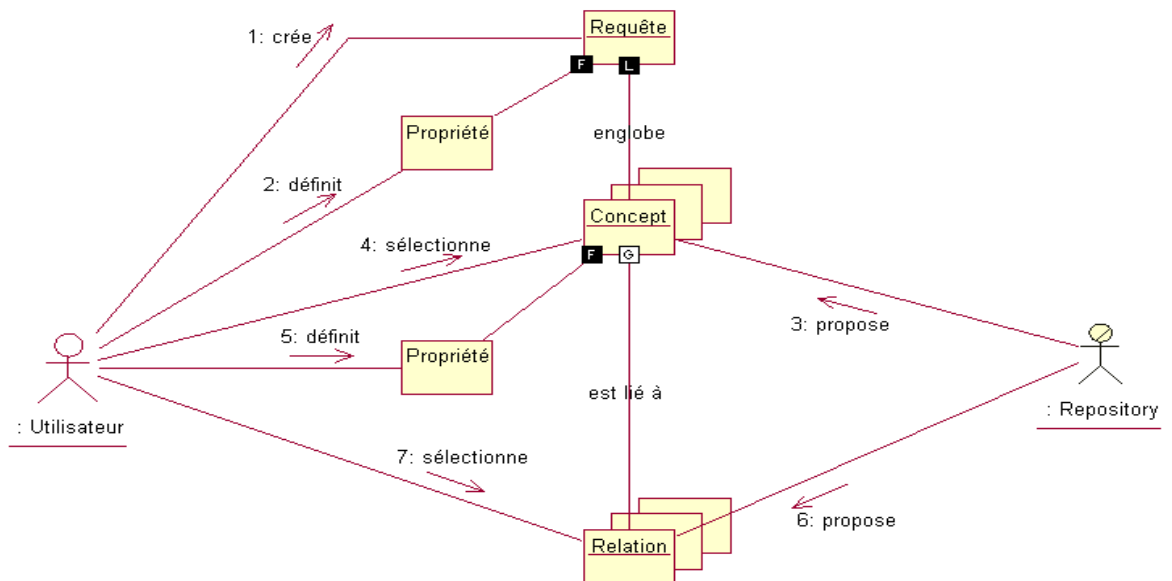 Requête
1: crée
F
L
Propriété
englobe
2: définit
Concept
4: sélectionne
F
G
3: propose
5: définit
Propriété
est lié à
: Utilisateur
: Repository
7: sélectionne
6: propose
Relation